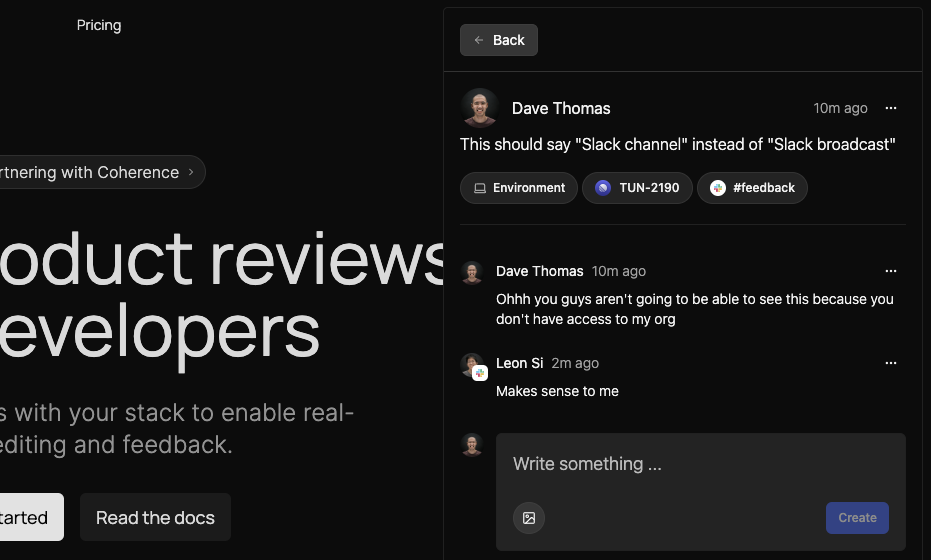 Pricing
rtnering with Coherence
oduct reviews
evelopers
s with your stack to enable real-
editing and feedback.
tarted
Read the docs
Back
Dave Thomas
10m ago
This should say "Slack channel" instead of "Slack broadcast"
Environment
TUN-2190
#feedback
Dave Thomas 10m ago
Ohhh you guys aren't going to be able to see this because you
don't have access to my org
Leon Si 2m ago
Makes sense to me
Write something ...
Create